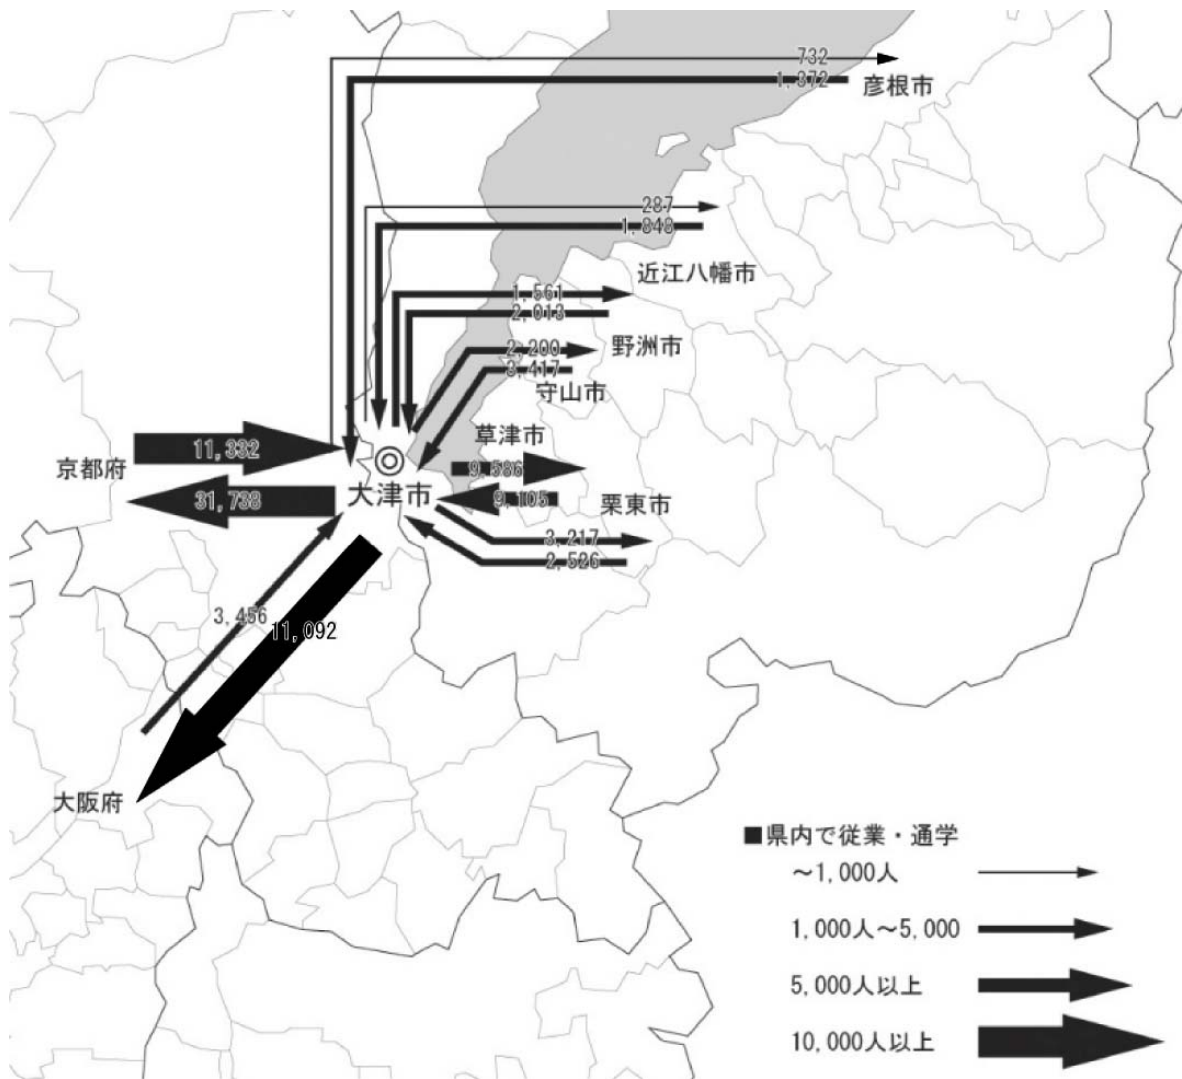 732
1,372
彦根市
287
1,848
近江八幡市
1,561
2,013
野洲市
2,200
3,417
守山市
草津市
11,332
京都府
9,586
大津市
31,738
9,105
栗東市
3,217
2,526
3,456
11,092
大阪府
■県内で従業・通学
～1,000人
1,000人～5,000
5,000人以上
10,000人以上